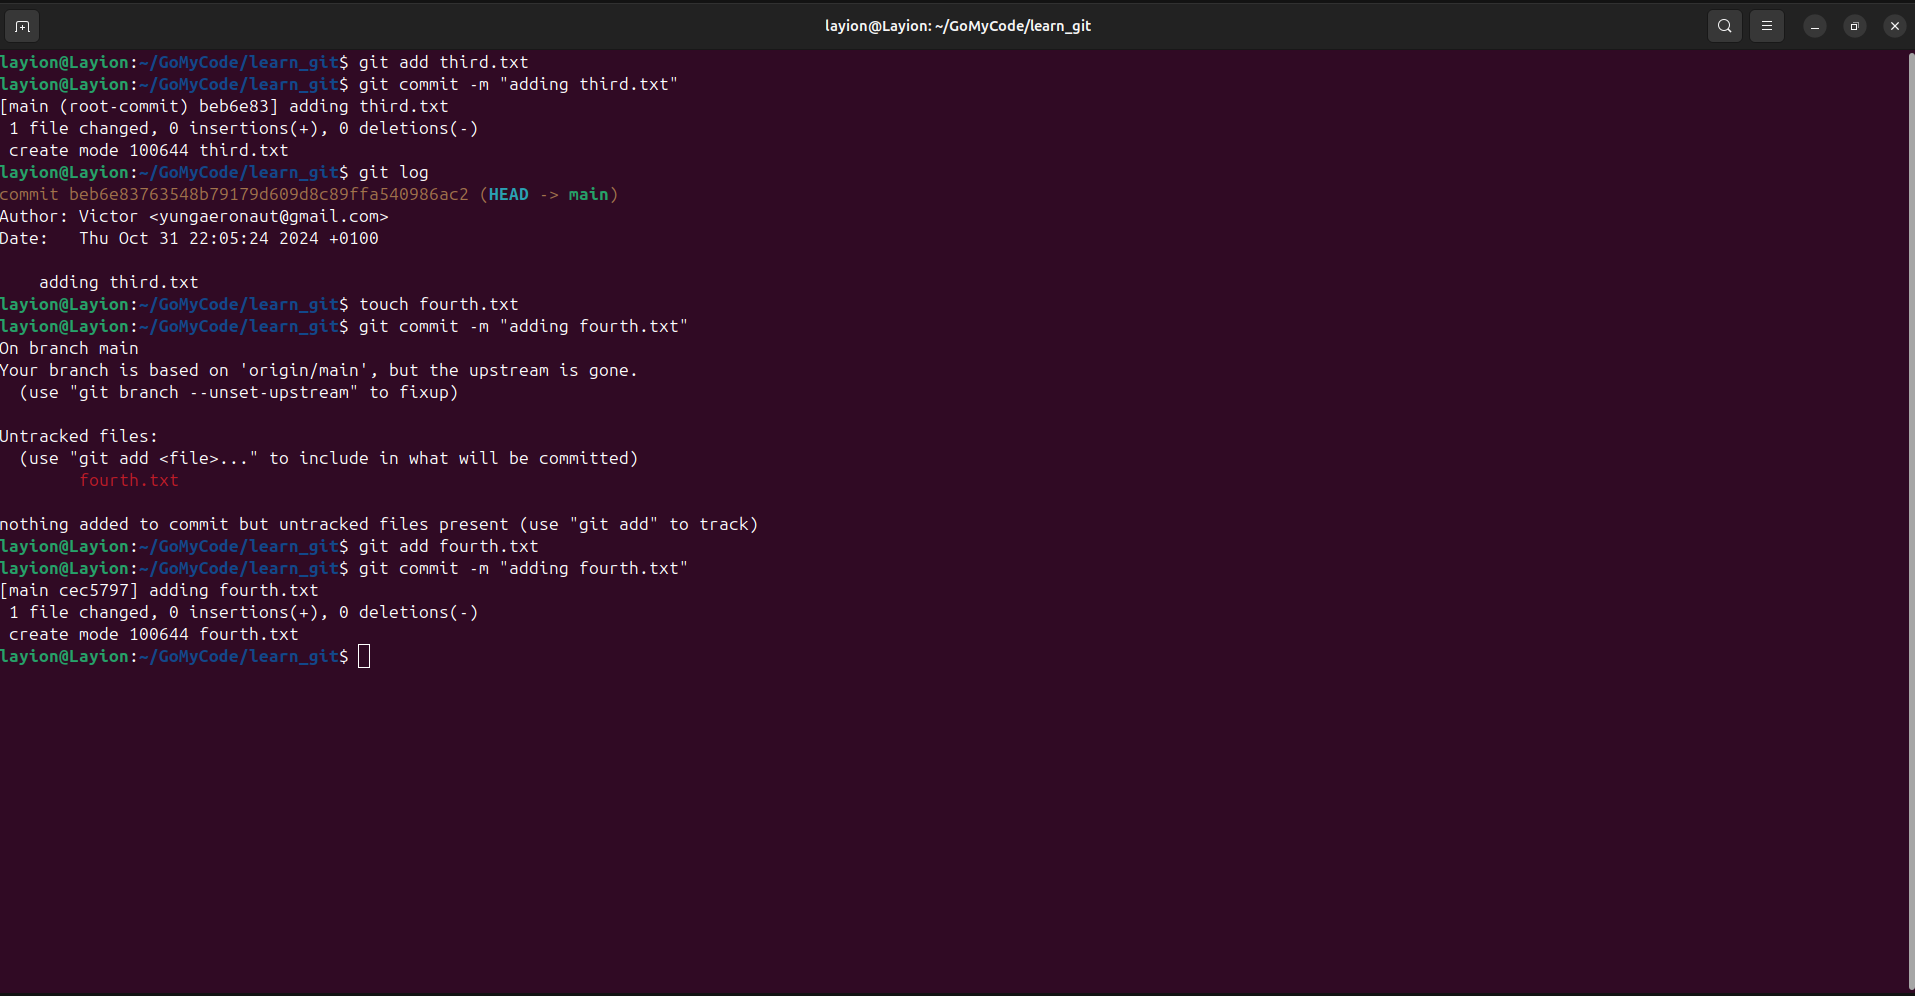 layion@Layion: ~/GoMyCode/learn_git
layion@Layion:~/GoMyCode/learn_git$ git add third.txt
layion@Layion:~/GoMyCode/learn_git$ git commit -m "adding third.txt"
[main (root-commit) beb6e83] adding third.txt
 1 file changed, 0 insertions(+), 0 deletions(-)
 create mode 100644 third.txt
layion@Layion:~/GoMyCode/learn_git$ git log
commit beb6e83763548b79179d609d8c89ffa540986ac2 (HEAD -> main)
Author: Victor <yungaeronaut@gmail.com>
Date:   Thu Oct 31 22:05:24 2024 +0100

    adding third.txt
layion@Layion:~/GoMyCode/learn_git$ touch fourth.txt
layion@Layion:~/GoMyCode/learn_git$ git commit -m "adding fourth.txt"
On branch main
Your branch is based on 'origin/main', but the upstream is gone.
  (use "git branch --unset-upstream" to fixup)

Untracked files:
  (use "git add <file>..." to include in what will be committed)
        fourth.txt

nothing added to commit but untracked files present (use "git add" to track)
layion@Layion:~/GoMyCode/learn_git$ git add fourth.txt
layion@Layion:~/GoMyCode/learn_git$ git commit -m "adding fourth.txt"
[main cec5797] adding fourth.txt
 1 file changed, 0 insertions(+), 0 deletions(-)
 create mode 100644 fourth.txt
layion@Layion:~/GoMyCode/learn_git$